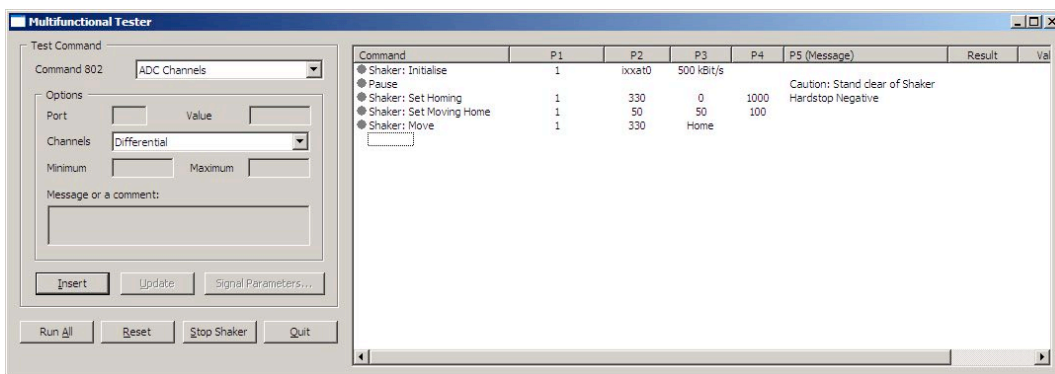 Multifunctional Tester
Test Command
Command 802 ADC Channels
Options
Port Value
Channels Differential
Minimum Maximum
Message or a comment:
Insert Update Signal Parameters...
Run All Reset Stop Shaker Quit
Command P1 P2 P3 P4 P5 (Message) Result Val
Shaker: Initialise 1 ixxat0 500 kBit/s
Pause Caution: Stand clear of Shaker
Shaker: Set Homing 1 330 0 1000 Hardstop Negative
Shaker: Set Moving Home 1 50 50 100
Shaker: Move 1 330 Home